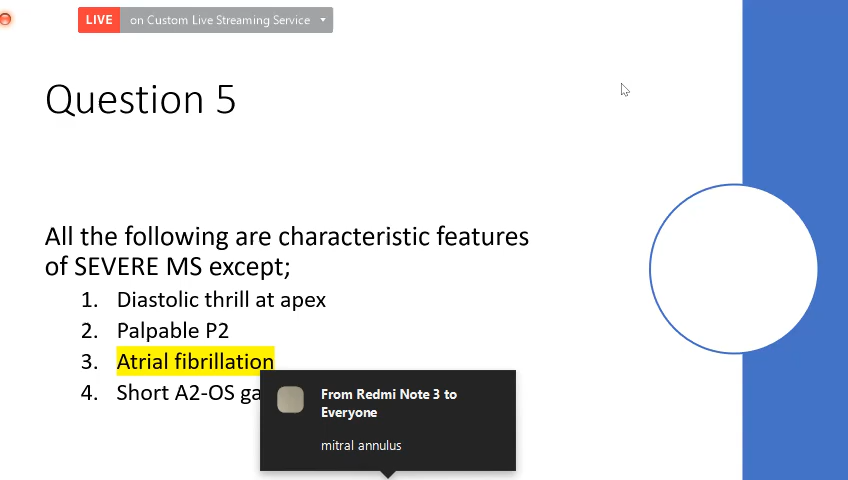 LIVE on Custom Live Streaming Service
Question 5
All the following are characteristic features
of SEVERE MS except;
1. Diastolic thrill at apex
2. Palpable P2
3. Atrial fibrillation
4. Short A2-OS ga
From Redmi Note 3 to
Everyone
mitral annulus